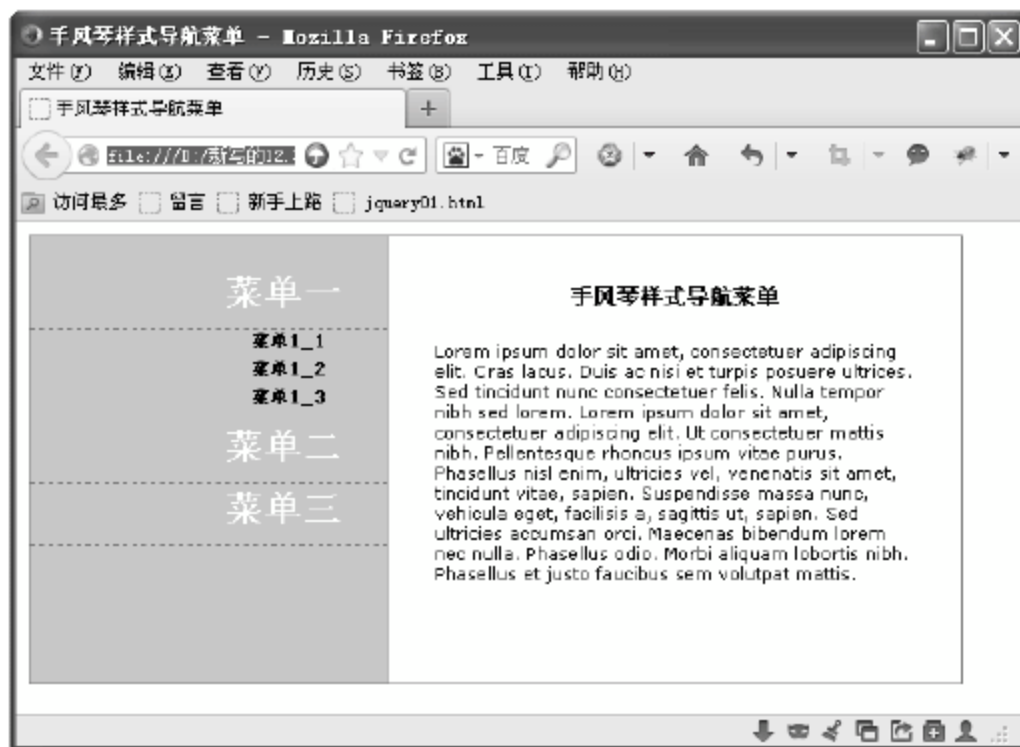 手风琴样式导航菜单 - Mozilla Firefox
文件(F) 编辑(E) 查看(V) 历史(S) 书签(B) 工具(T) 帮助(H)
手风琴样式导航菜单 +
file:///D:/新写的12. 百度
访问最多 留言 新手上路 jquery01.html
菜单一
菜单1_1
菜单1_2
菜单1_3
菜单二
菜单三
手风琴样式导航菜单
Lorem ipsum dolor sit amet, consectetuer adipiscing
elit. Cras lacus. Duis ac nisi et turpis posuere ultrices.
Sed tincidunt nunc consectetuer felis. Nulla tempor
nibh sed lorem. Lorem ipsum dolor sit amet,
consectetuer adipiscing elit. Ut consectetuer mattis
nibh. Pellentesque rhoncus ipsum vitae purus.
Phasellus nisl enim, ultricies vel, venenatis sit amet,
tincidunt vitae, sapien. Suspendisse massa nunc,
vehicula eget, facilisis a, sagittis ut, sapien. Sed
ultricies accumsan orci. Maecenas bibendum lorem
nec nulla. Phasellus odio. Morbi aliquam lobortis nibh.
Phasellus et justo faucibus sem volutpat mattis.